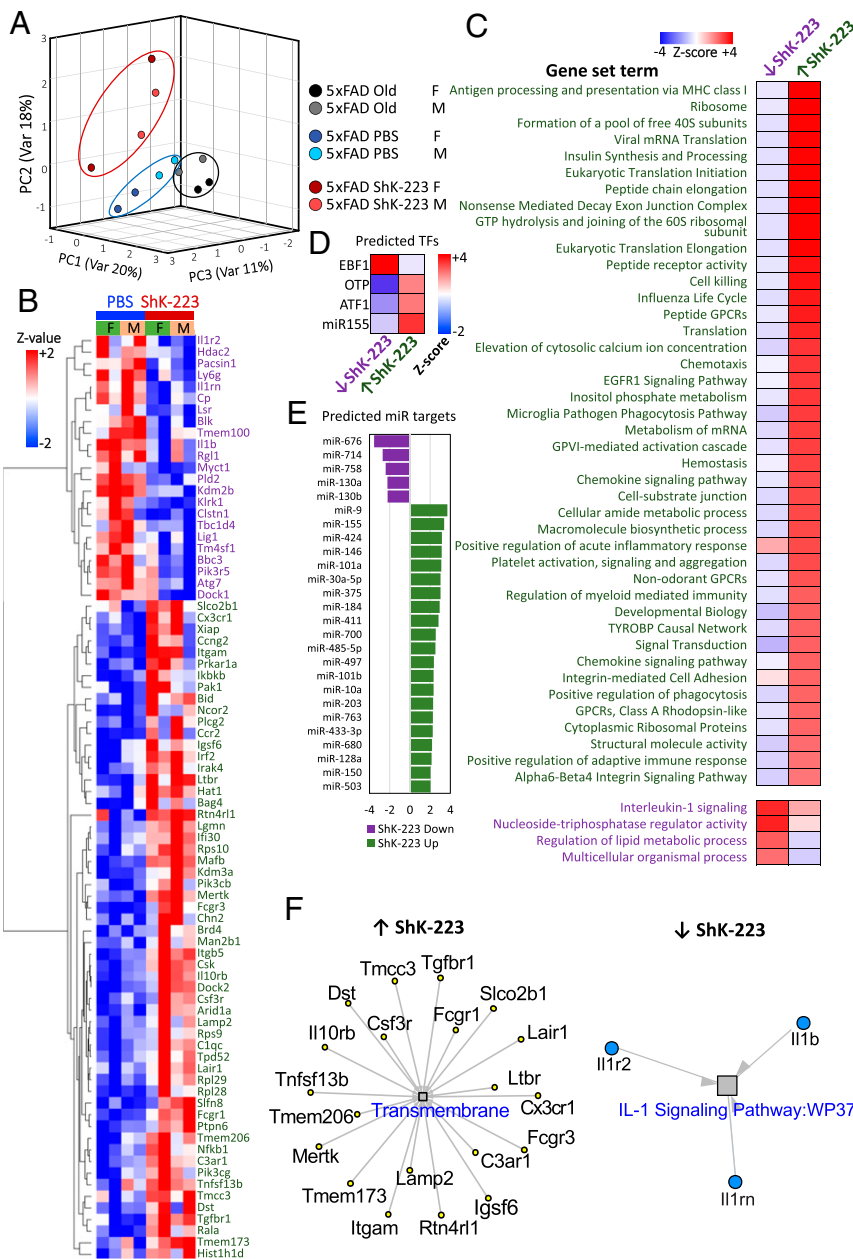 A
3
2
1
0
-1
PC2 (Var 18%)
-1
0
1
2
3
PC1 (Var 20%)
3
2
1
0
-1
-2
PC3 (Var 11%)
5xFAD Old F
5xFAD Old M
5xFAD PBS F
5xFAD PBS M
5xFAD ShK-223 F
5xFAD ShK-223 M
B
PBS ShK-223
F M F M
Z-value
+2
-2
Il1r2
Hdac2
Pacsin1
Ly6g
Il1rn
Cp
Lsr
Blk
Tmem100
Il1b
Rgl1
Myct1
Pld2
Kdm2b
Klrk1
Clstn1
Tbc1d4
Lig1
Tm4sf1
Bbc3
Pik3r5
Atg7
Dock1
Slco2b1
Cx3cr1
Xiap
Ccng2
Itgam
Prkar1a
Ikbkb
Pak1
Bid
Ncor2
Plcg2
Ccr2
Igsf6
Irf2
Irak4
Ltbr
Hat1
Bag4
Rtn4rl1
Lgmn
Ifi30
Rps10
Mafb
Kdm3a
Pik3cb
Mertk
Fcgr3
Chn2
Brd4
Man2b1
Itgb5
Csk
Il10rb
Dock2
Csf3r
Arid1a
Lamp2
Rps9
C1qc
Tpd52
Lair1
Rpl29
Rpl28
Slfn8
Fcgr1
Ptpn6
Tmem206
Nfkb1
C3ar1
Pik3cg
Tnfsf13b
Tmcc3
Dst
Tgfbr1
Rala
Tmem173
Hist1h1d
C
-4 Z-score +4
Gene set term
↓ShK-223
↑ShK-223
Antigen processing and presentation via MHC class I
Ribosome
Formation of a pool of free 40S subunits
Viral mRNA Translation
Insulin Synthesis and Processing
Eukaryotic Translation Initiation
Peptide chain elongation
Nonsense Mediated Decay Exon Junction Complex
GTP hydrolysis and joining of the 60S ribosomal
subunit
Eukaryotic Translation Elongation
Peptide receptor activity
Cell killing
Influenza Life Cycle
Peptide GPCRs
Translation
Elevation of cytosolic calcium ion concentration
Chemotaxis
EGFR1 Signaling Pathway
Inositol phosphate metabolism
Microglia Pathogen Phagocytosis Pathway
Metabolism of mRNA
GPVI-mediated activation cascade
Hemostasis
Chemokine signaling pathway
Cell-substrate junction
Cellular amide metabolic process
Macromolecule biosynthetic process
Positive regulation of acute inflammatory response
Platelet activation, signaling and aggregation
Non-odorant GPCRs
Regulation of myeloid mediated immunity
Developmental Biology
TYROBP Causal Network
Signal Transduction
Chemokine signaling pathway
Integrin-mediated Cell Adhesion
Positive regulation of phagocytosis
GPCRs, Class A Rhodopsin-like
Cytoplasmic Ribosomal Proteins
Structural molecule activity
Positive regulation of adaptive immune response
Alpha6-Beta4 Integrin Signaling Pathway
Interleukin-1 signaling
Nucleoside-triphosphatase regulator activity
Regulation of lipid metabolic process
Multicellular organismal process
D
Predicted TFs
EBF1
OTP
ATF1
miR155
↓ShK-223
↑ShK-223
+4
-2
Z-score
E
Predicted miR targets
miR-676
miR-714
miR-758
miR-130a
miR-130b
miR-9
miR-155
miR-424
miR-146
miR-101a
miR-30a-5p
miR-375
miR-184
miR-411
miR-700
miR-485-5p
miR-497
miR-101b
miR-10a
miR-203
miR-763
miR-433-3p
miR-680
miR-128a
miR-150
miR-503
-4 -2 0 2 4
ShK-223 Down
ShK-223 Up
F
↑ ShK-223
Tmcc3
Tgfbr1
Dst
Slco2b1
Csf3r
Fcgr1
Il10rb
Lair1
Tnfsf13b
Ltbr
Transmembrane
Cx3cr1
Tmem206
Fcgr3
Mertk
C3ar1
Lamp2
Tmem173
Igsf6
Itgam
Rtn4rl1
↓ ShK-223
Il1b
Il1r2
IL-1 Signaling Pathway:WP37
Il1rn